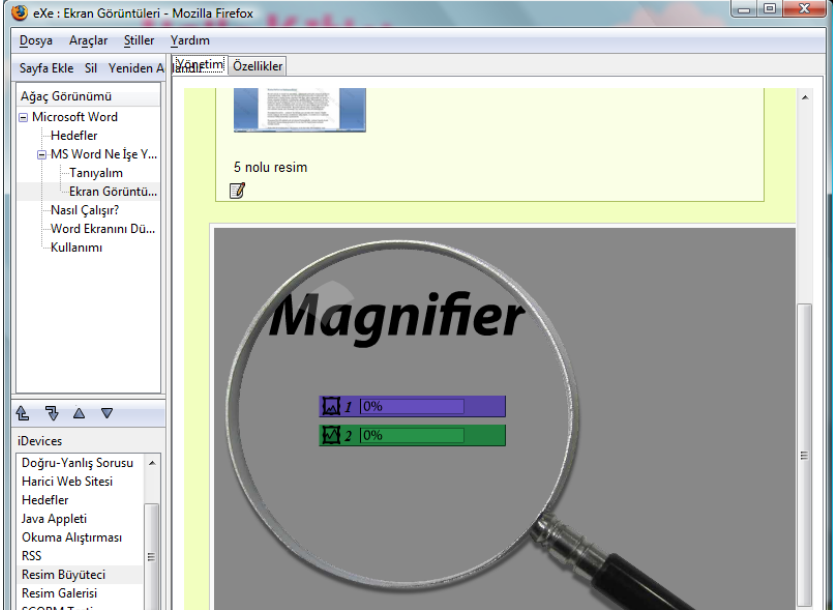 eXe : Ekran Görüntüleri - Mozilla Firefox
Dosya Araçlar Stiller Yardım
Sayfa Ekle Sil Yeniden
Yönetim Özellikler
Ağaç Görünümü
Microsoft Word
Hedefler
MS Word Ne İşe Y...
Tanıyalım
Ekran Görüntü...
Nasıl Çalışır?
Word Ekranını Dü...
Kullanımı
5 nolu resim
Magnifier
1 0%
2 0%
iDevices
Doğru-Yanlış Sorusu
Harici Web Sitesi
Hedefler
Java Appleti
Okuma Alıştırması
RSS
Resim Büyüteci
Resim Galerisi